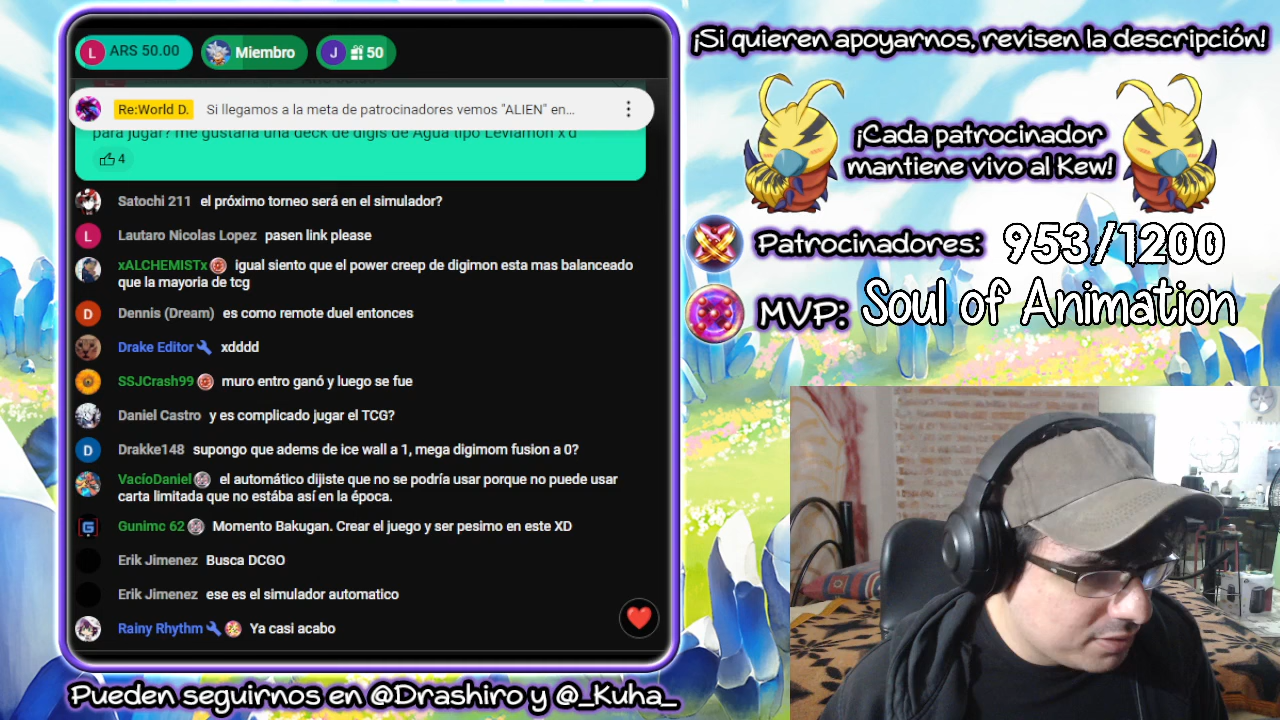 ¡Si quieren apoyarnos, revisen la descripción!
L ARS 50.00
Miembro
J 50
Re:World D. Si llegamos a la meta de patrocinadores vemos "ALIEN" en...
para jugar? me gustaría una deck de digis de Agua tipo Leviamon x d
4
Satochi 211 el próximo torneo será en el simulador?
L Lautaro Nicolas Lopez pasen link please
xALCHEMISTx igual siento que el power creep de digimon esta mas balanceado
que la mayoria de tcg
D Dennis (Dream) es como remote duel entonces
Drake Editor xdddd
SSJCrash99 muro entro ganó y luego se fue
Daniel Castro y es complicado jugar el TCG?
D Drakke148 supongo que adems de ice wall a 1, mega digimom fusion a 0?
VacíoDaniel el automático dijiste que no se podría usar porque no puede usar
carta limitada que no estába así en la época.
G Gunimc 62 Momento Bakugan. Crear el juego y ser pesimo en este XD
Erik Jimenez Busca DCGO
Erik Jimenez ese es el simulador automatico
Rainy Rhythm Ya casi acabo
¡Cada patrocinador
mantiene vivo al Kew!
Patrocinadores: 953/1200
MVP: Soul of Animation
Pueden seguirnos en @Drashiro y @_Kuha_